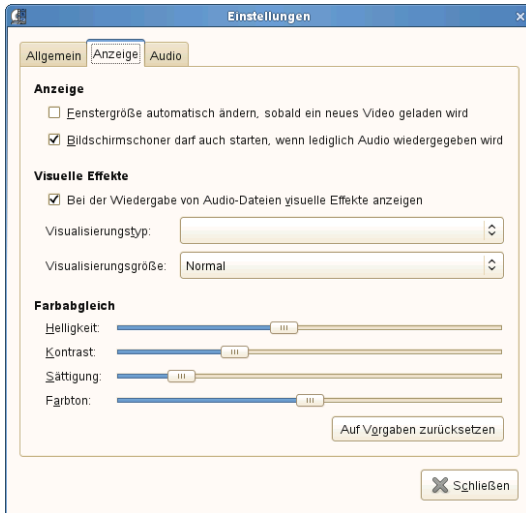 Einstellungen
Allgemein Anzeige Audio
Anzeige
Fenstergröße automatisch ändern, sobald ein neues Video geladen wird
Bildschirmschoner darf auch starten, wenn lediglich Audio wiedergegeben wird
Visuelle Effekte
Bei der Wiedergabe von Audio-Dateien visuelle Effekte anzeigen
Visualisierungstyp:
Visualisierungsgröße: Normal
Farbabgleich
Helligkeit:
Kontrast:
Sättigung:
Farbton:
Auf Vorgaben zurücksetzen
Schließen